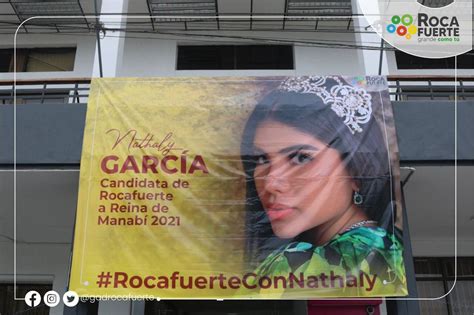 ROCA
FUERTE
grande como tú
Nathaly
GARCÍA
Candidata de
Rocafuerte
a Reina de
Manabí 2021
#RocafuerteConNathaly
@gadrocafuerte